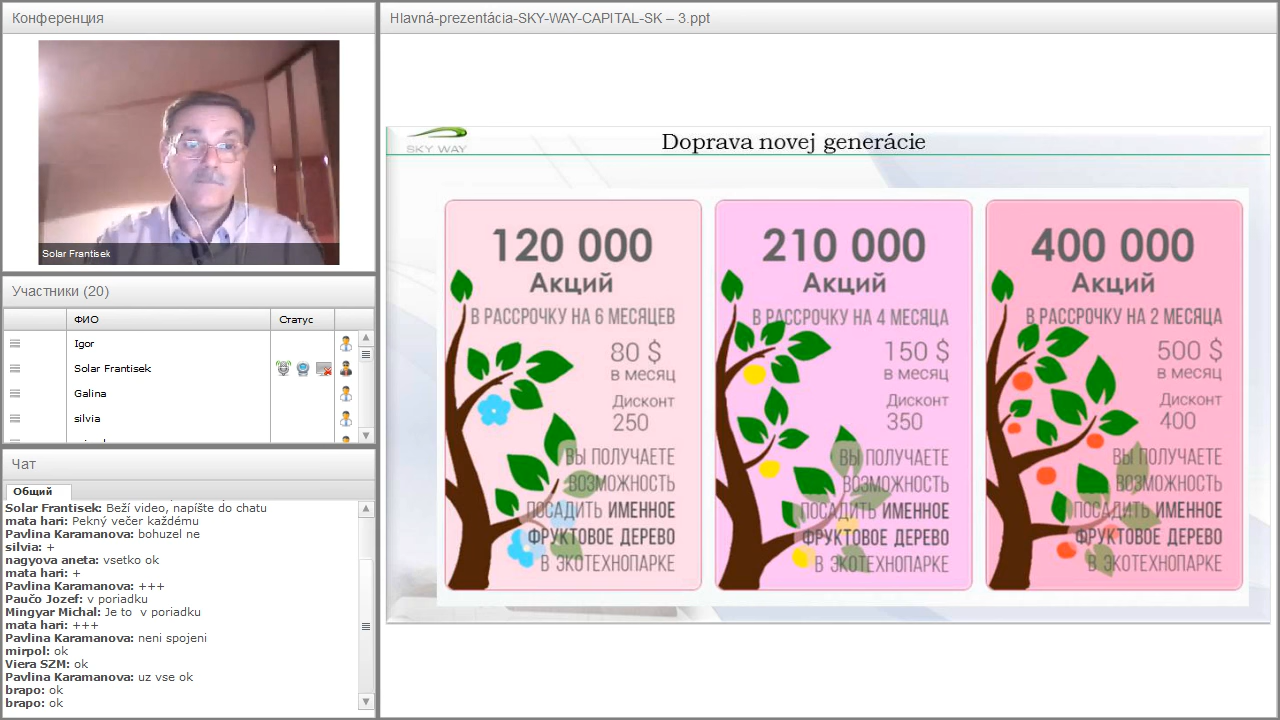 Конференция
Solar Frantisek
Участники (20)
ФИО
Статус
Igor
Solar Frantisek
Galina
silvia
Чат
Общий
Solar Frantisek: Beží video, napíšte do chatu
mata hari: Pekný večer každému
Pavlina Karamanova: bohuzel ne
silvia: +
nagyova aneta: vsetko ok
mata hari: +
Pavlina Karamanova: +++
Paučo Jozef: v poriadku
Mingyar Michal: Je to v poriadku
mata hari: +++
Pavlina Karamanova: neni spojeni
mirpol: ok
Viera SZM: ok
Pavlina Karamanova: uz vse ok
brapo: ok
brapo: ok
Hlavná-prezentácia-SKY-WAY-CAPITAL-SK – 3.ppt
SKY WAY
Doprava novej generácie
120 000
Акций
В РАССРОЧКУ НА 6 МЕСЯЦЕВ
80 $
в месяц
Дисконт
250
ВЫ ПОЛУЧАЕТЕ
ВОЗМОЖНОСТЬ
ПОСАДИТЬ ИМЕННОЕ
ФРУКТОВОЕ ДЕРЕВО
В ЭКОТЕХНОПАРКЕ
210 000
Акций
В РАССРОЧКУ НА 4 МЕСЯЦА
150 $
в месяц
Дисконт
350
ВЫ ПОЛУЧАЕТЕ
ВОЗМОЖНОСТЬ
ПОСАДИТЬ ИМЕННОЕ
ФРУКТОВОЕ ДЕРЕВО
В ЭКОТЕХНОПАРКЕ
400 000
Акций
В РАССРОЧКУ НА 2 МЕСЯЦА
500 $
в месяц
Дисконт
400
ВЫ ПОЛУЧАЕТЕ
ВОЗМОЖНОСТЬ
ПОСАДИТЬ ИМЕННОЕ
ФРУКТОВОЕ ДЕРЕВО
В ЭКОТЕХНОПАРКЕ